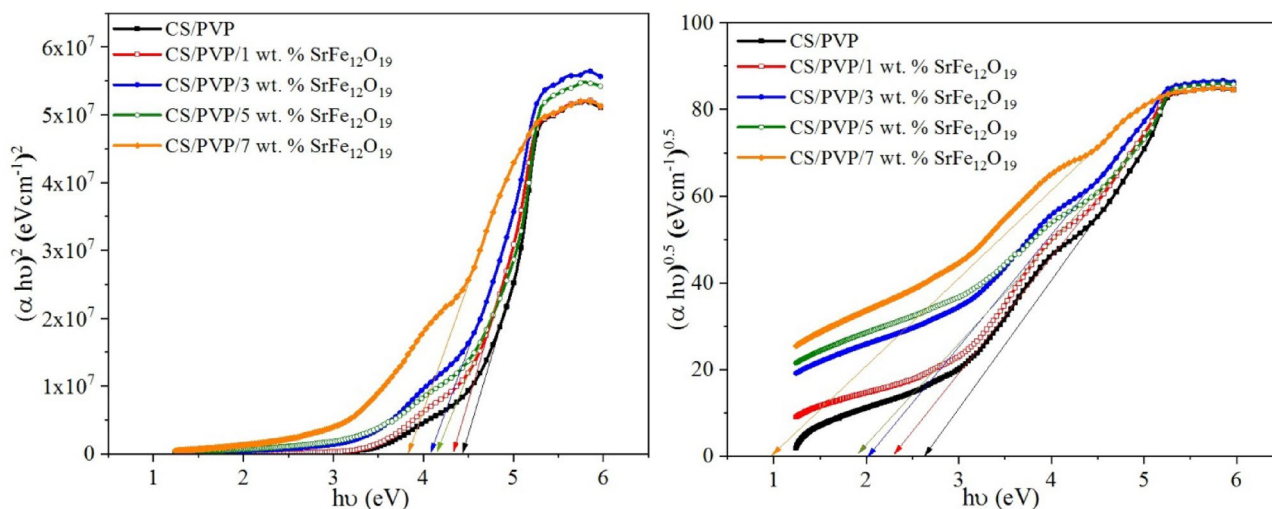 CS/PVP
CS/PVP/1 wt. % SrFe₁₂O₁₉
CS/PVP/3 wt. % SrFe₁₂O₁₉
CS/PVP/5 wt. % SrFe₁₂O₁₉
CS/PVP/7 wt. % SrFe₁₂O₁₉
6x10⁷
5x10⁷
4x10⁷
3x10⁷
2x10⁷
1x10⁷
0
(α hυ)² (eVcm⁻¹)²
1 2 3 4 5 6
hυ (eV)
CS/PVP
CS/PVP/1 wt. % SrFe₁₂O₁₉
CS/PVP/3 wt. % SrFe₁₂O₁₉
CS/PVP/5 wt. % SrFe₁₂O₁₉
CS/PVP/7 wt. % SrFe₁₂O₁₉
100
80
60
40
20
0
(α hυ)⁰·⁵ (eVcm⁻¹)⁰·⁵
1 2 3 4 5 6
hυ (eV)